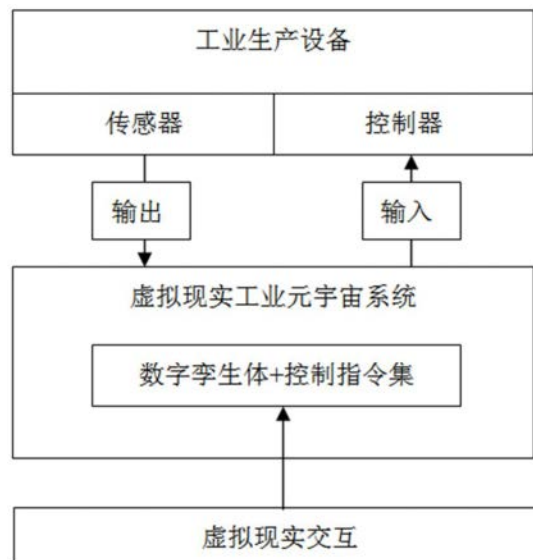 工业生产设备
传感器
控制器
输出
输入
虚拟现实工业元宇宙系统
数字孪生体+控制指令集
虚拟现实交互